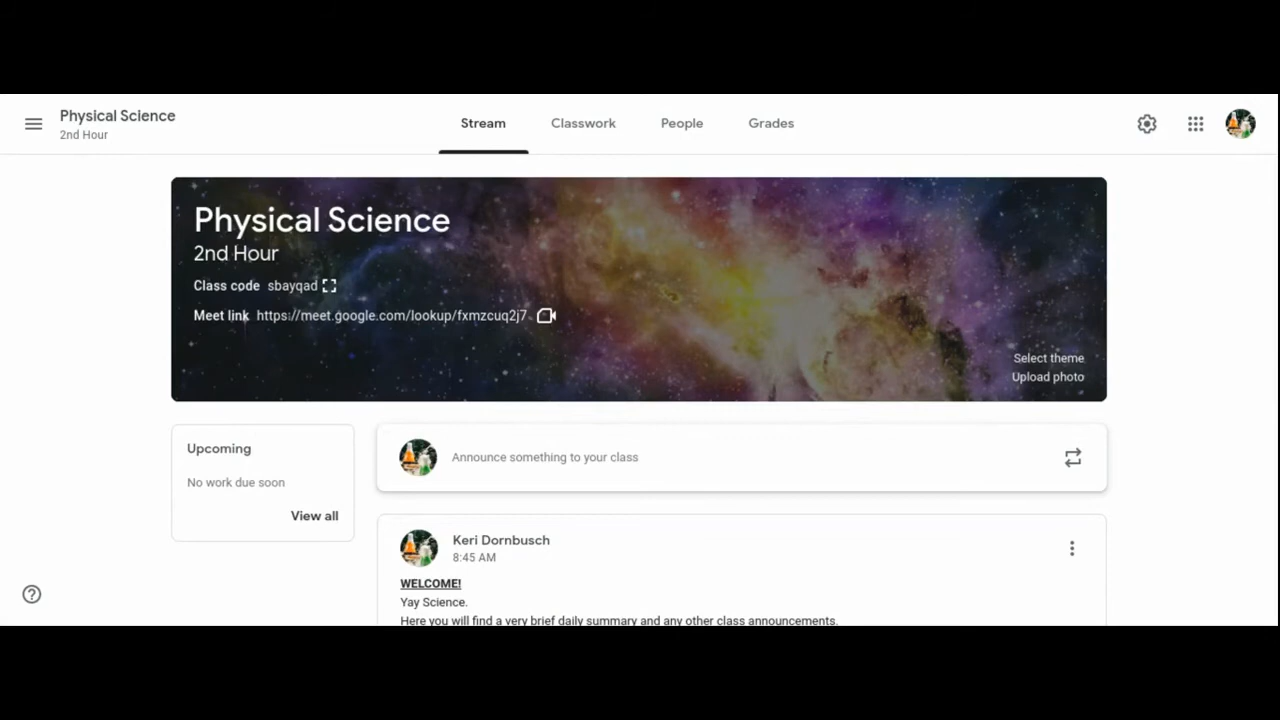 Physical Science
2nd Hour
Stream
Classwork
People
Grades
Physical Science
2nd Hour
Class code sbayqad
Meet link https://meet.google.com/lookup/fxmzcuq2j7
Select theme
Upload photo
Upcoming
No work due soon
View all
Announce something to your class
Keri Dornbusch
8:45 AM
WELCOME!
Yay Science.
Here you will find a very brief daily summary and any other class announcements.